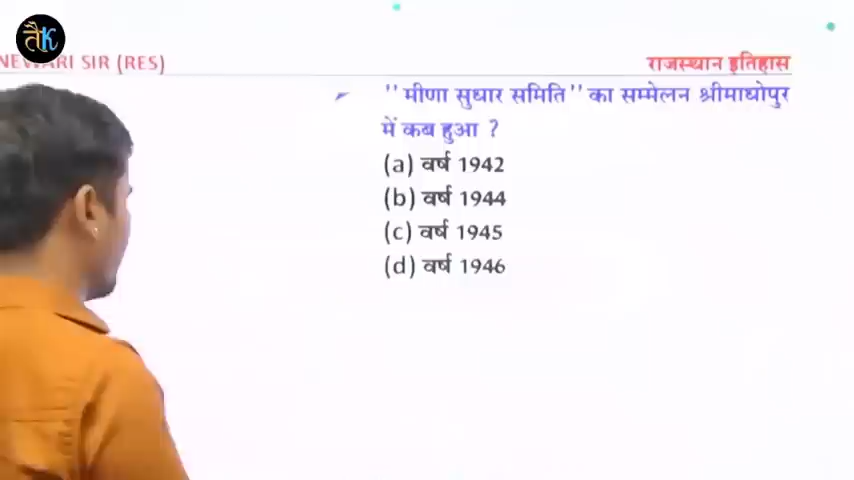 तैK
NEWARI SIR (RES)
राजस्थान इतिहास
''मीणा सुधार समिति'' का सम्मेलन श्रीमाधोपुर
में कब हुआ ?
(a) वर्ष 1942
(b) वर्ष 1944
(c) वर्ष 1945
(d) वर्ष 1946